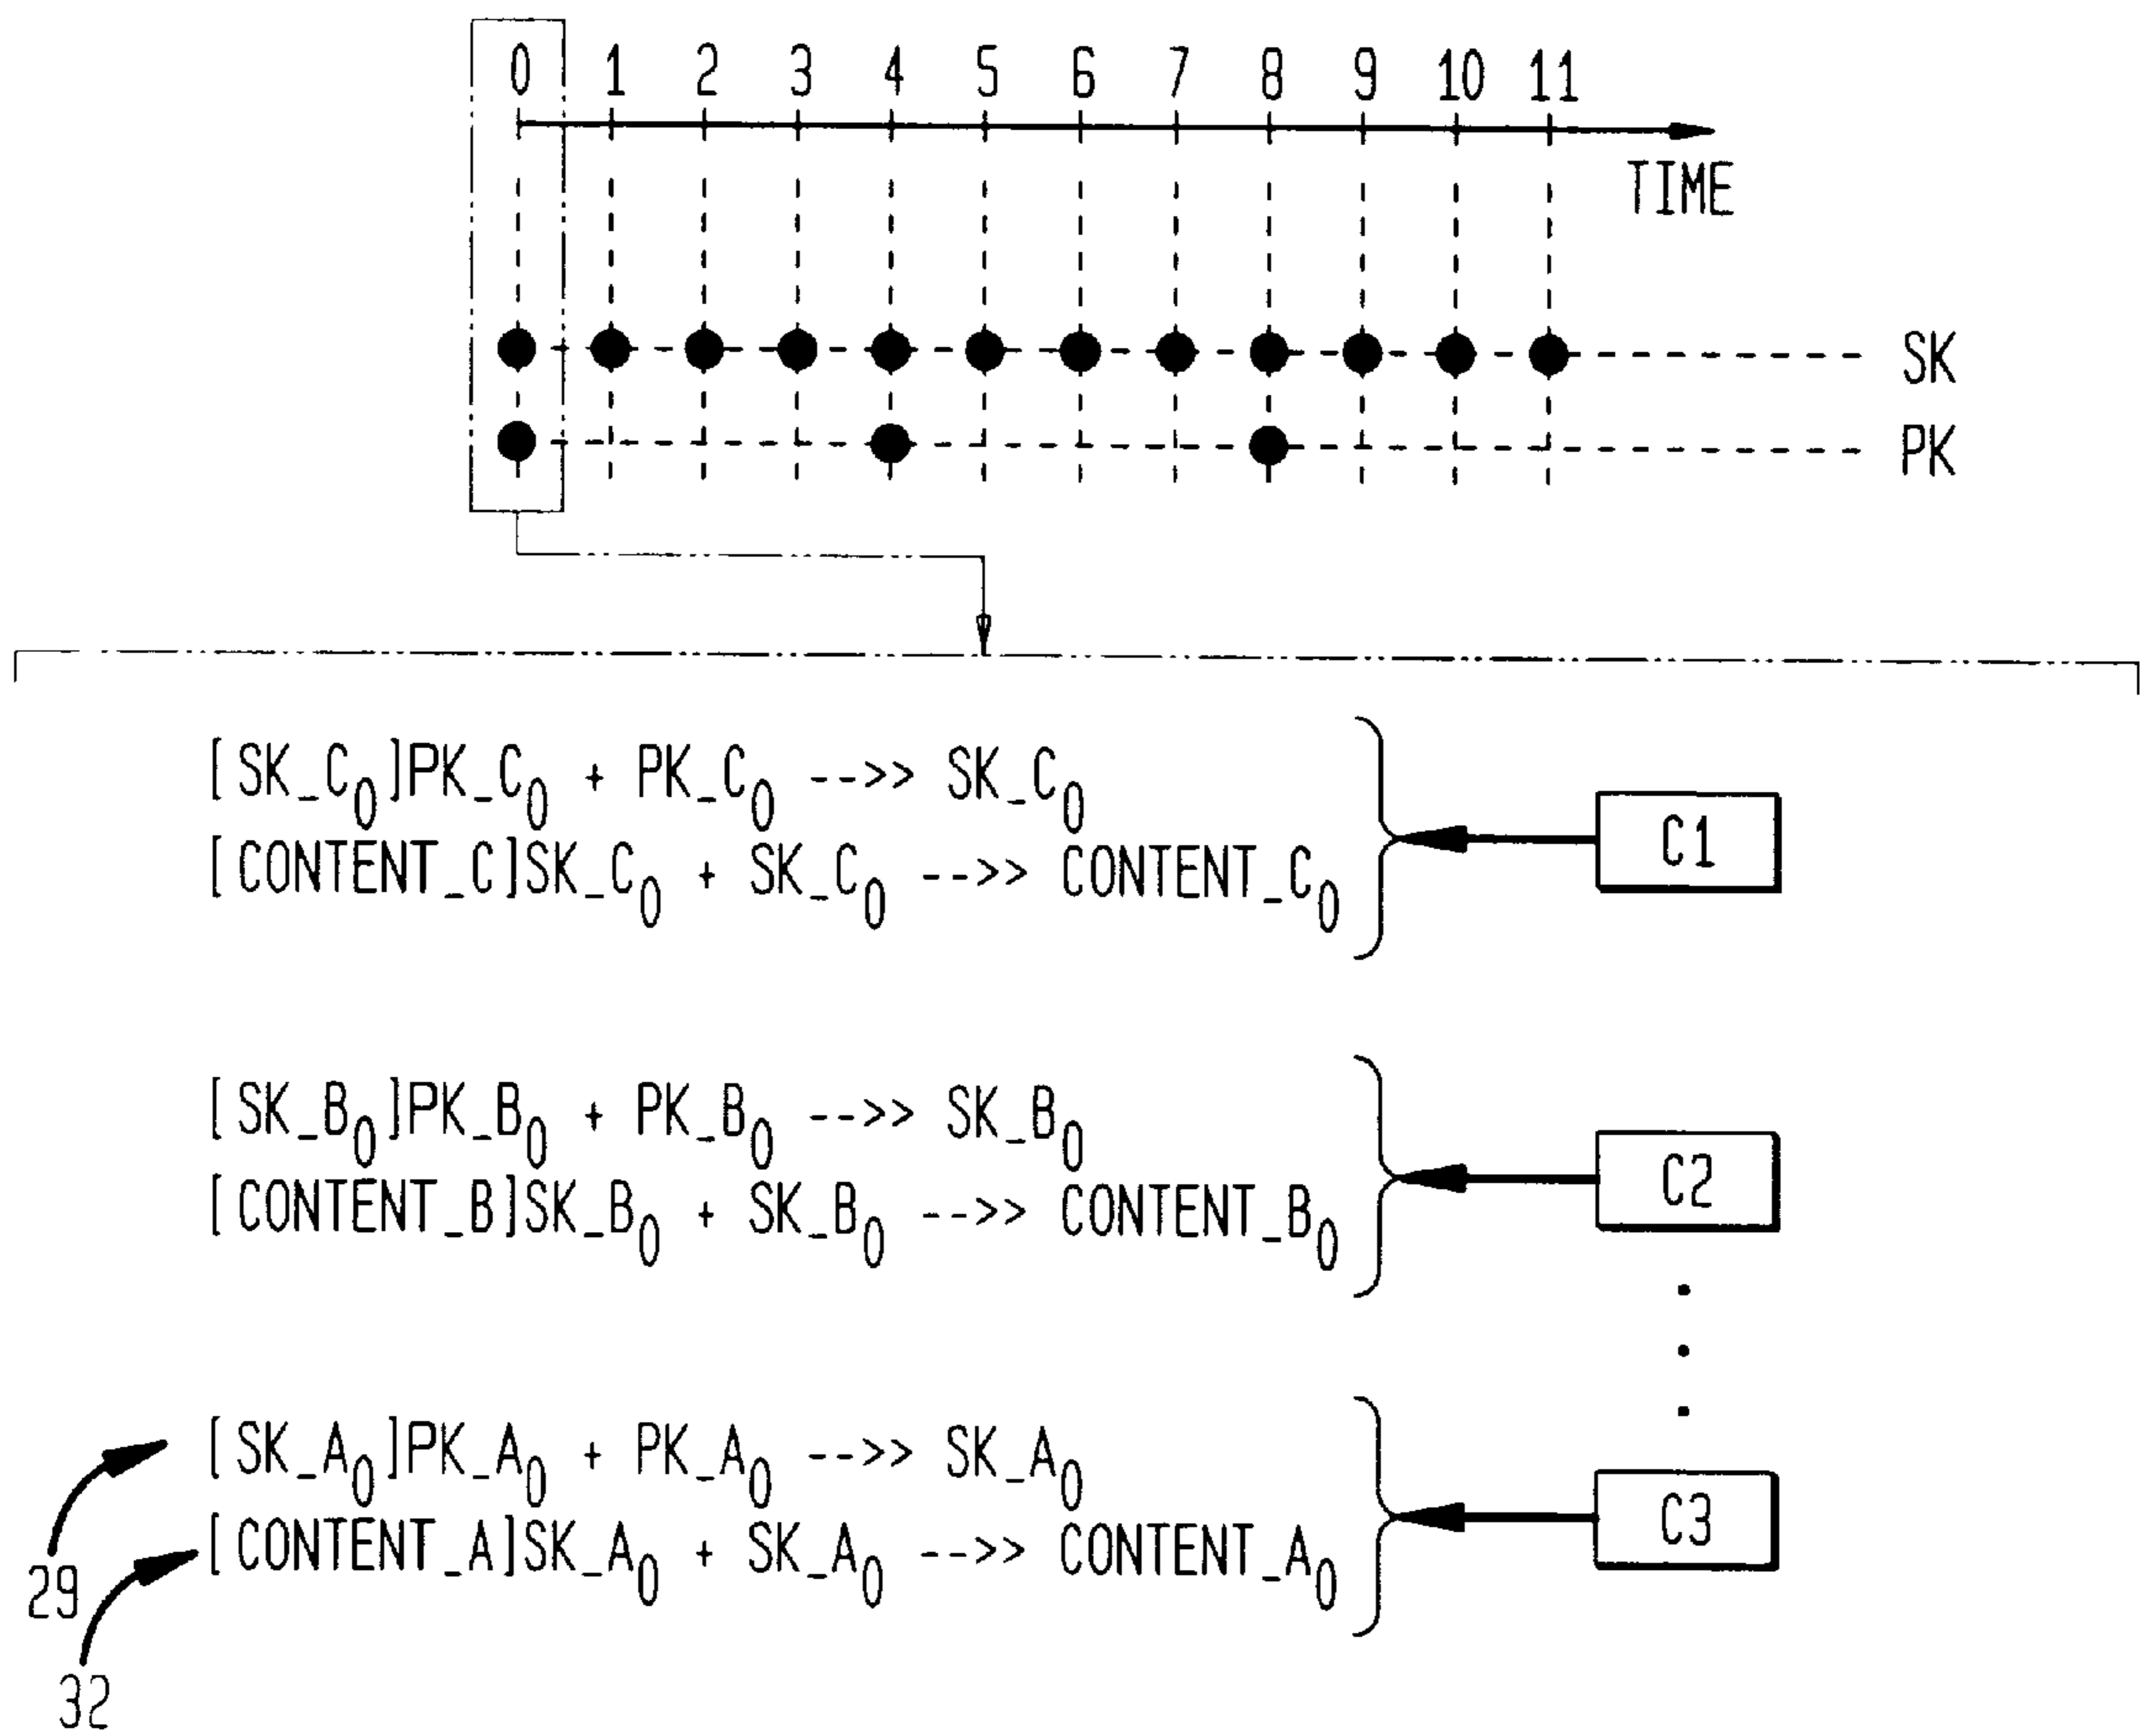 0 1 2 3 4 5 6 7 8 9 10 11
TIME
SK
PK
[SK_C₀]PK_C₀ + PK_C₀ -->> SK_C₀
[CONTENT_C]SK_C₀ + SK_C₀ -->> CONTENT_C₀
C1
[SK_B₀]PK_B₀ + PK_B₀ -->> SK_B₀
[CONTENT_B]SK_B₀ + SK_B₀ -->> CONTENT_B₀
C2
[SK_A₀]PK_A₀ + PK_A₀ -->> SK_A₀
[CONTENT_A]SK_A₀ + SK_A₀ -->> CONTENT_A₀
C3
29
32